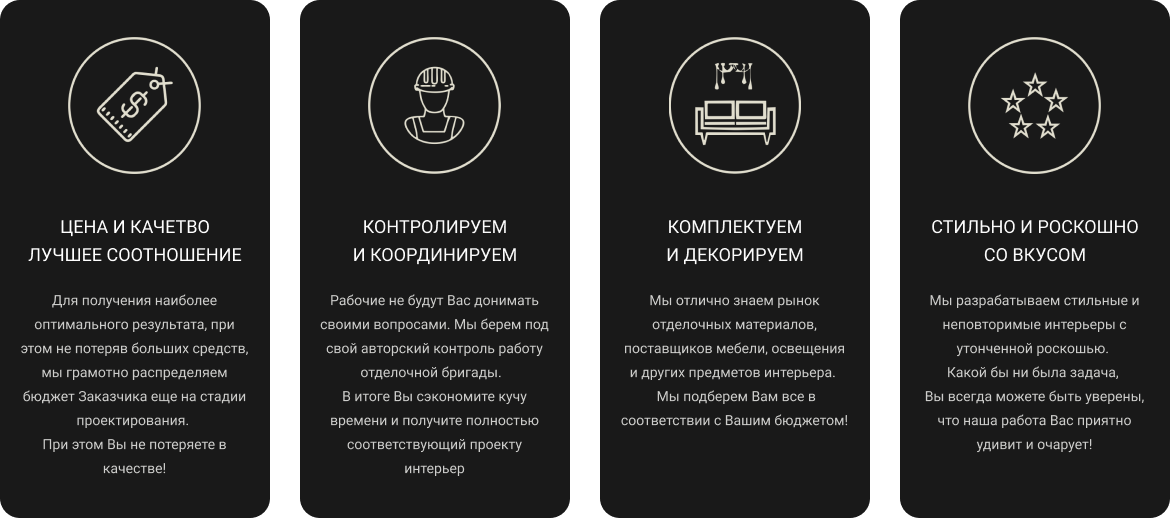 ЦЕНА И КАЧЕТВО
ЛУЧШЕЕ СООТНОШЕНИЕ
Для получения наиболее
оптимального результата, при
этом не потеряв больших средств,
мы грамотно распределяем
бюджет Заказчика еще на стадии
проектирования.
При этом Вы не потеряете в
качестве!
КОНТРОЛИРУЕМ
И КООРДИНИРУЕМ
Рабочие не будут Вас донимать
своими вопросами. Мы берем под
свой авторский контроль работу
отделочной бригады.
В итоге Вы сэкономите кучу
времени и получите полностью
соответствующий проекту
интерьер
КОМПЛЕКТУЕМ
И ДЕКОРИРУЕМ
Мы отлично знаем рынок
отделочных материалов,
поставщиков мебели, освещения
и других предметов интерьера.
Мы подберем Вам все в
соответствии с Вашим бюджетом!
СТИЛЬНО И РОСКОШНО
СО ВКУСОМ
Мы разрабатываем стильные и
неповторимые интерьеры с
утонченной роскошью.
Какой бы ни была задача,
Вы всегда можете быть уверены,
что наша работа Вас приятно
удивит и очарует!